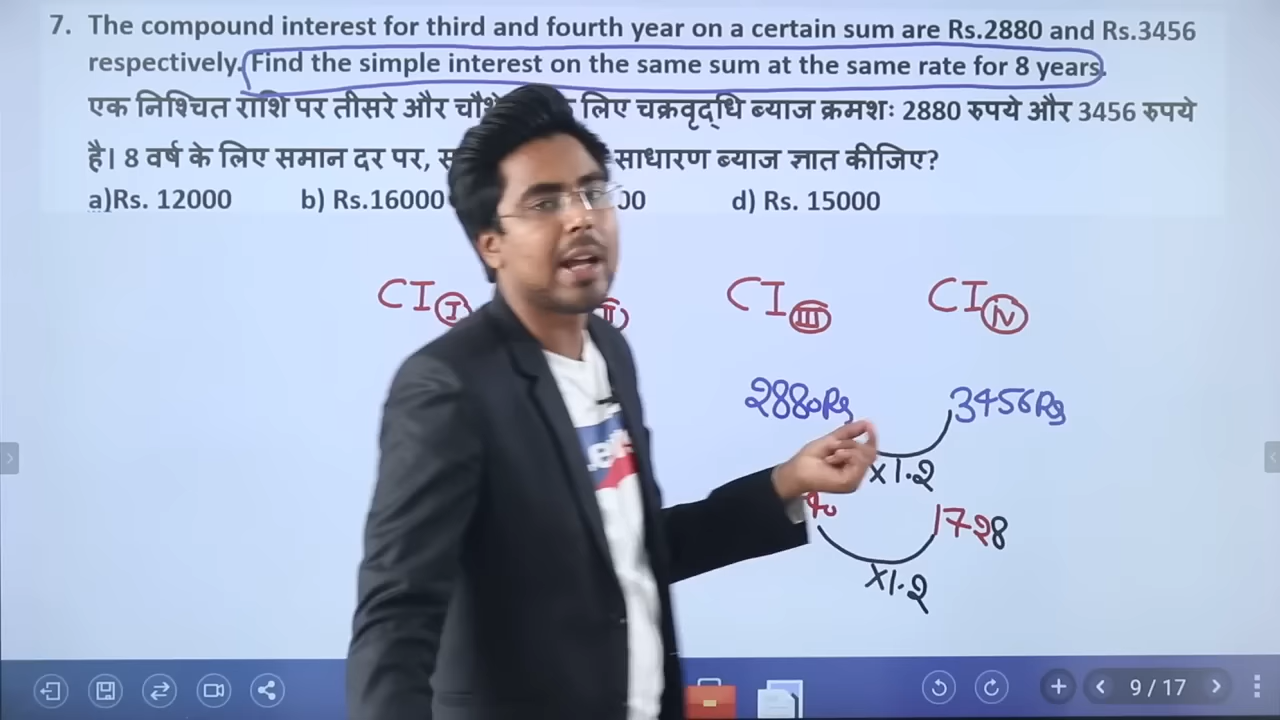 7. The compound interest for third and fourth year on a certain sum are Rs.2880 and Rs.3456
respectively. Find the simple interest on the same sum at the same rate for 8 years.
एक निश्चित राशि पर तीसरे और लिए चक्रवृद्धि ब्याज क्रमशः 2880 रुपये और 3456 रुपये
है। 8 वर्ष के लिए समान दर पर, साधारण ब्याज ज्ञात कीजिए?
a)Rs. 12000 b) Rs.16000 00 d) Rs. 15000
CI I II CI III CI iv
2880Rs 3456Rs
x1.2
40 1728
x1.2
9 / 17